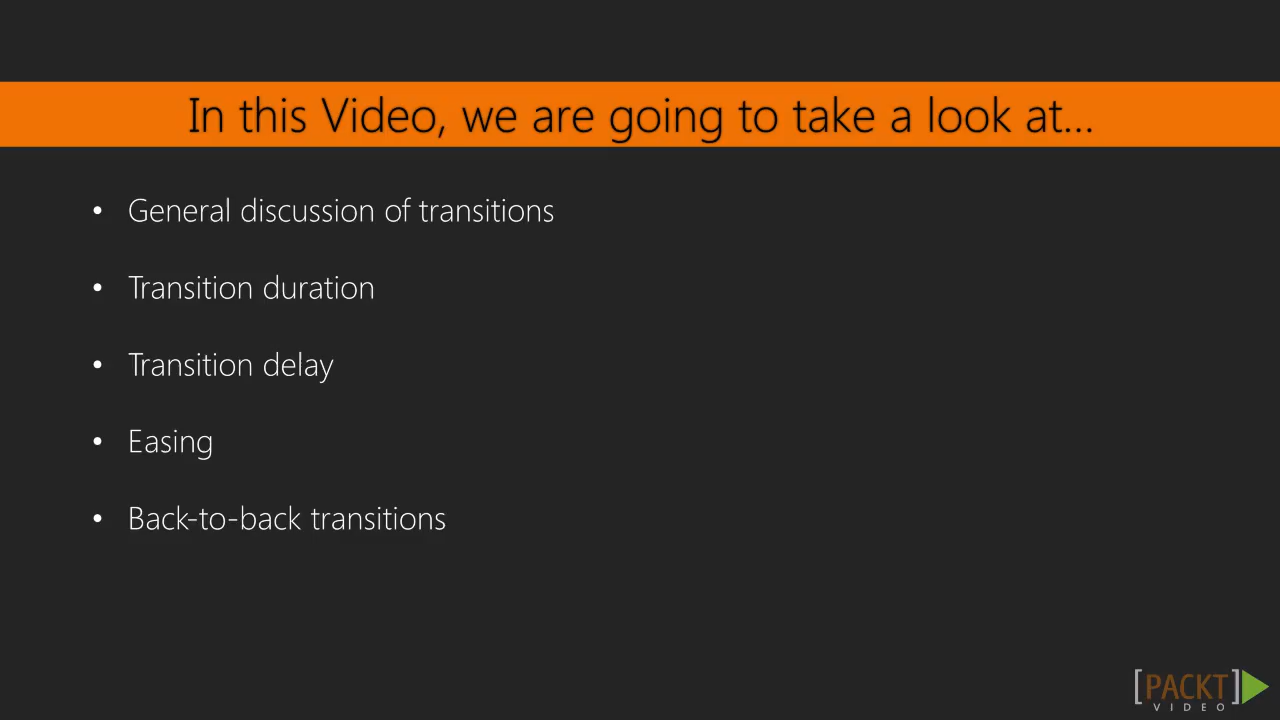 In this Video, we are going to take a look at...
• General discussion of transitions
• Transition duration
• Transition delay
• Easing
• Back-to-back transitions
[PACKT]
VIDEO